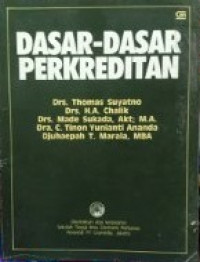 DASAR-DASAR
PERKREDITAN
Drs. Thomas Suyatno
Drs. H.A. Chalik
Drs. Made Sukada, Akt; M.A.
Dra. C. Tinon Yunianti Ananda
Djuhaepah T. Marala, MBA